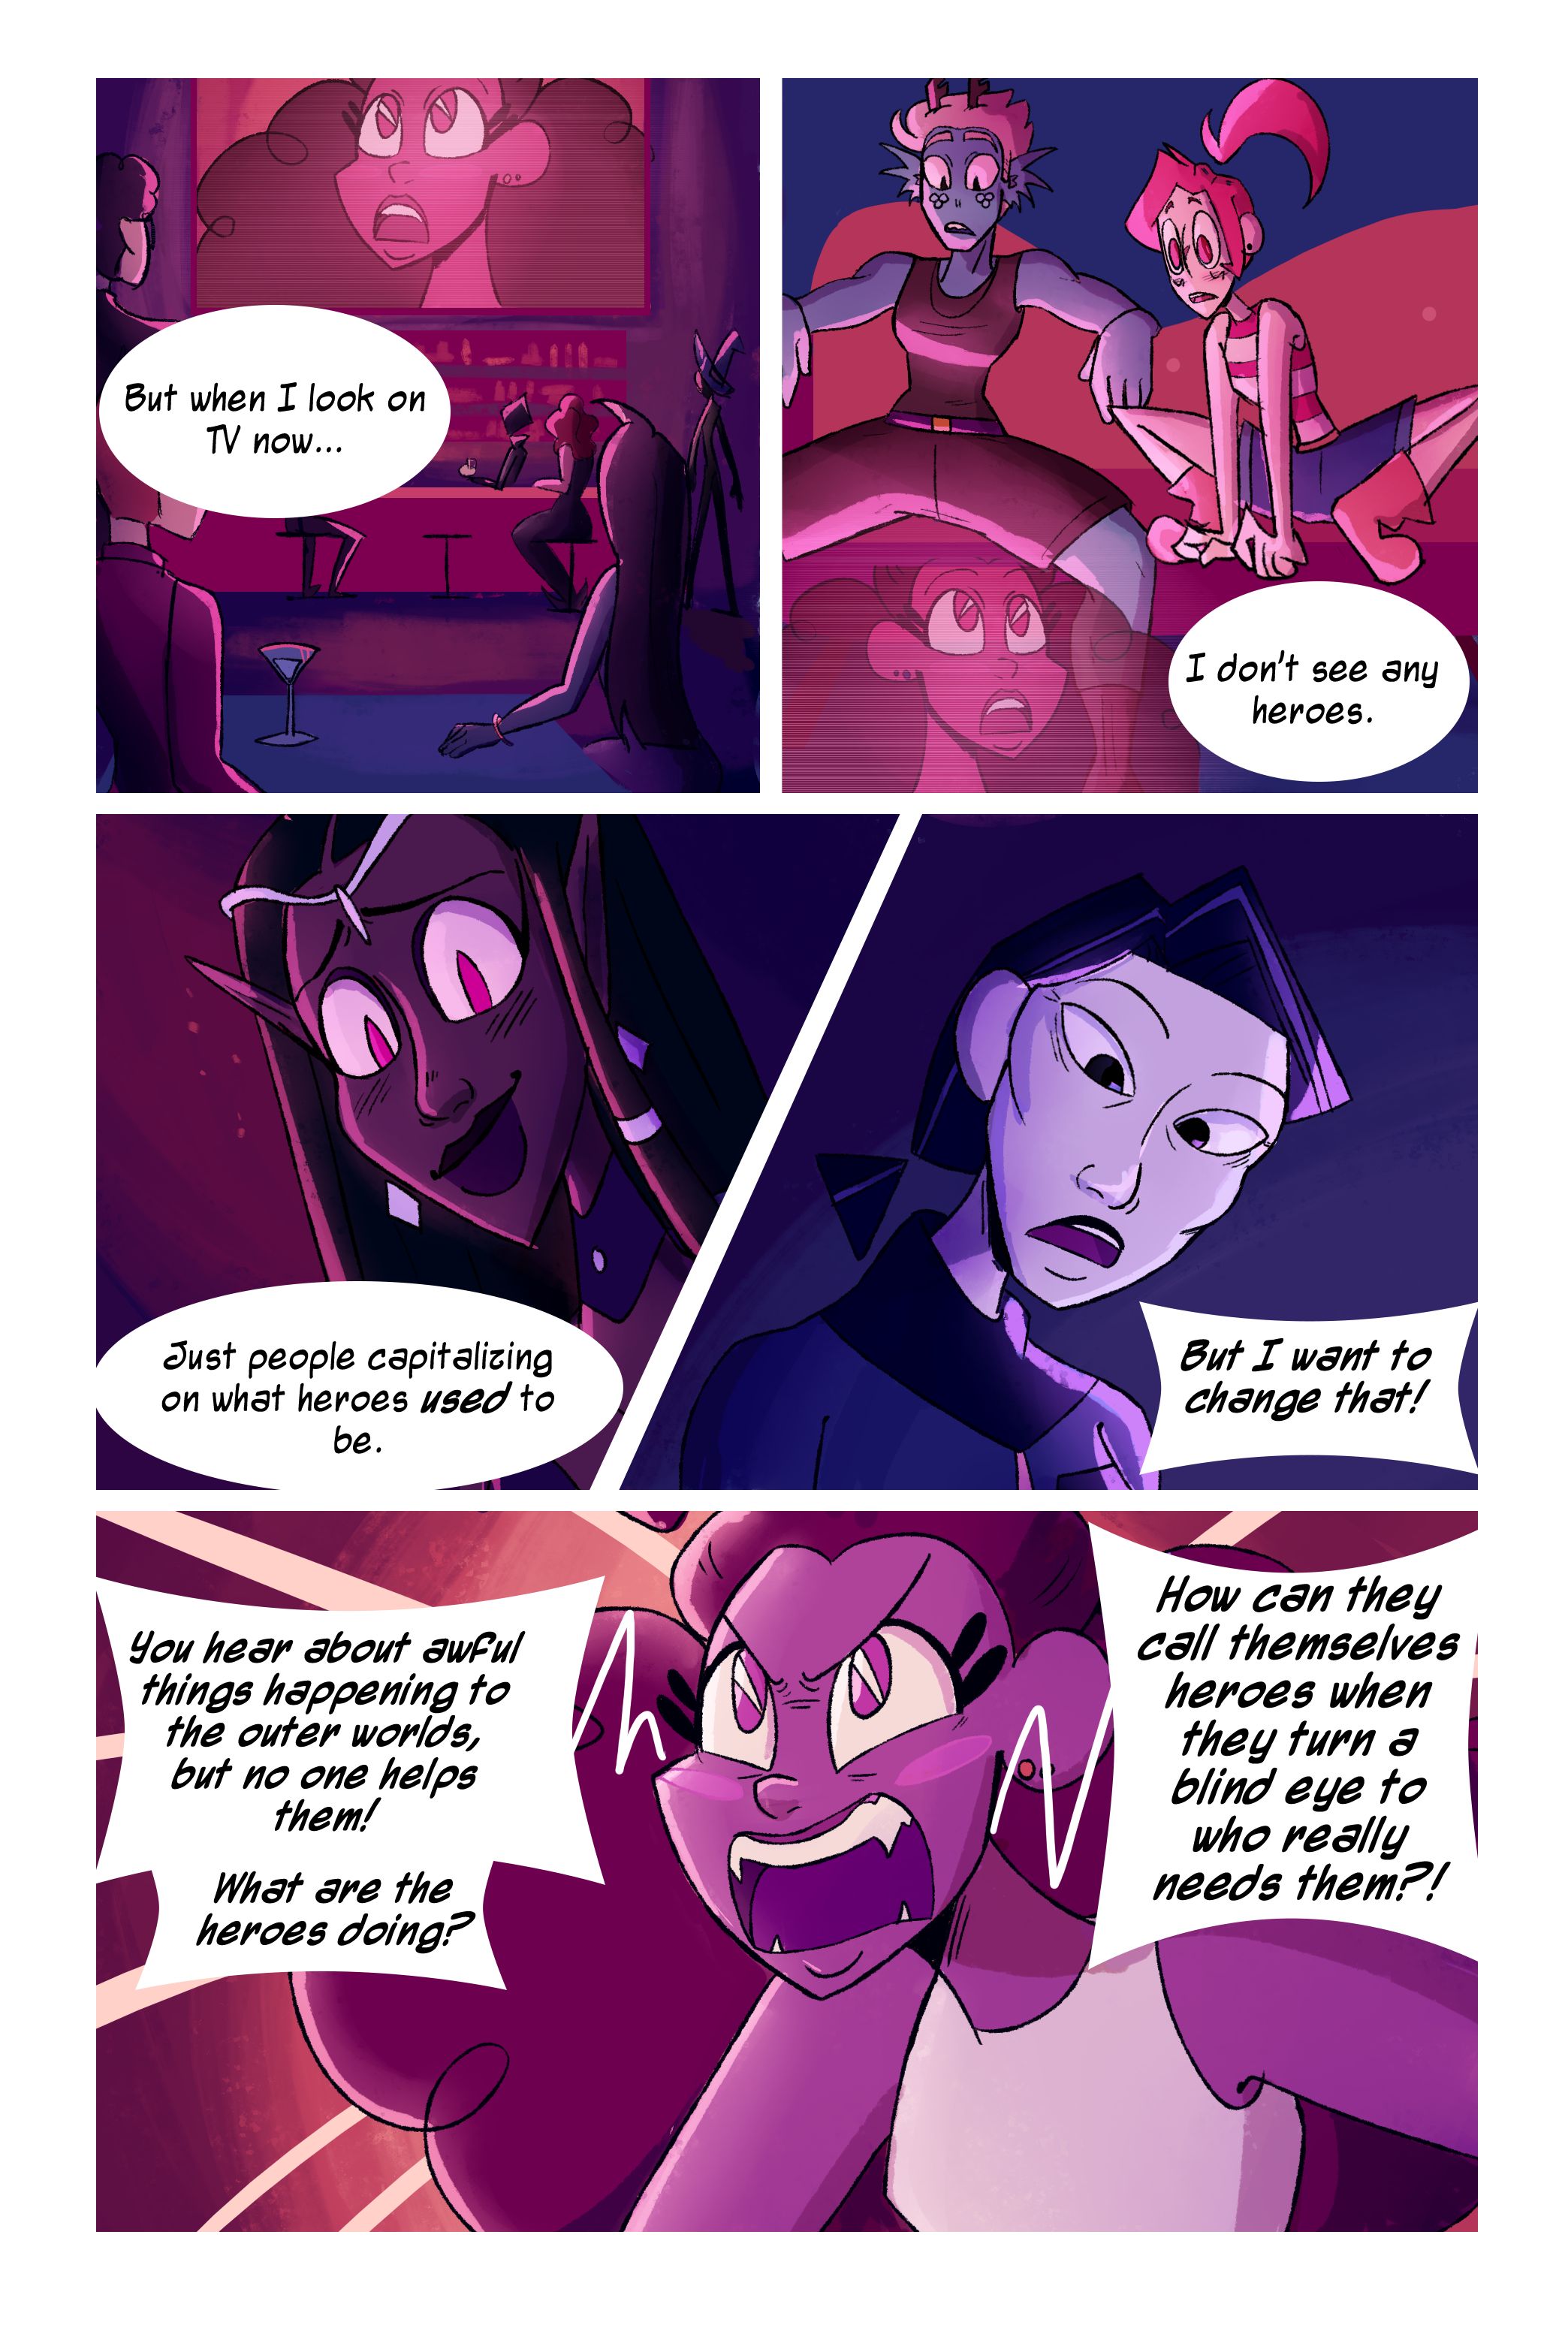 But when I look on
TV now...
I don't see any
heroes.
Just people capitalizing
on what heroes used to
be.
But I want to
change that!
You hear about awful
things happening to
the outer worlds,
but no one helps
them!
What are the
heroes doing?
How can they
call themselves
heroes when
they turn a
blind eye to
who really
needs them?!